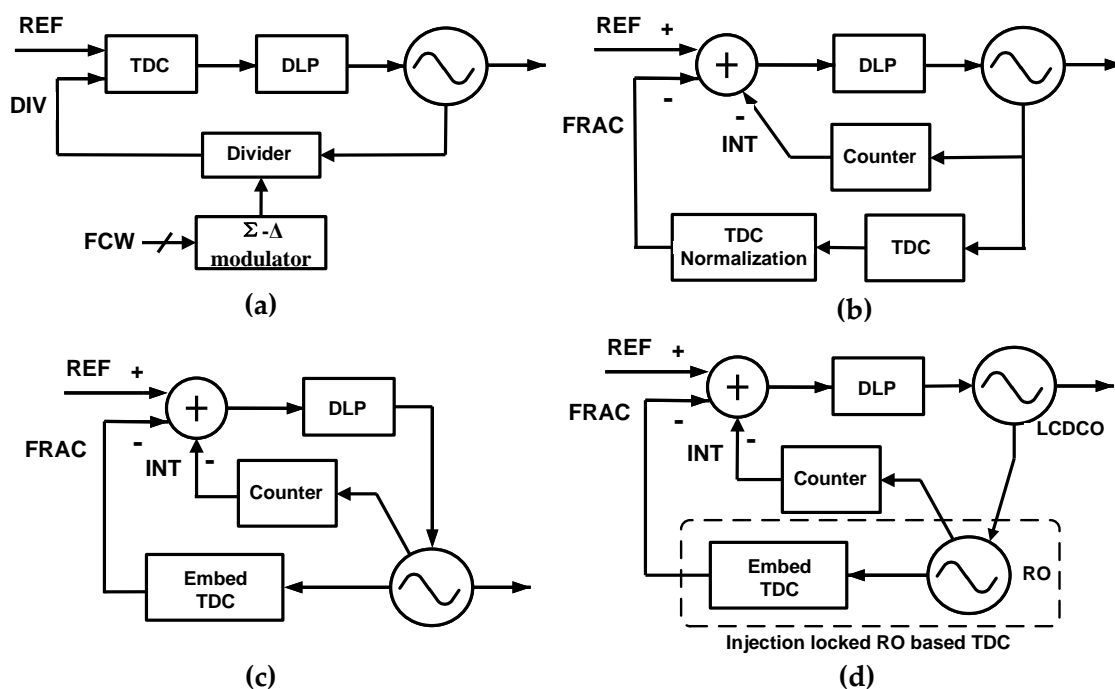 REF
TDC
DLP
DIV
Divider
FCW
Σ -Δ
modulator
(a)
REF +
+
DLP
-
-
FRAC
INT
Counter
TDC
Normalization
TDC
(b)
REF +
+
DLP
-
-
FRAC
INT
Counter
Embed
TDC
(c)
REF +
+
DLP
-
-
FRAC
INT
LCDCO
Counter
Embed
TDC
RO
Injection locked RO based TDC
(d)